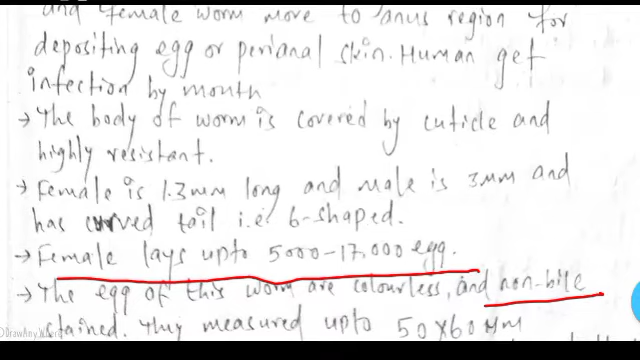 and female worm move to anus region for
depositing egg or perianal skin. Human get
infection by mouth
→ The body of worm is covered by cuticle and
highly resistant.
→ Female is 1.3mm long and Male is 3mm and
has curved tail i.e. 6-shaped.
→ Female lays upto 5000-17.000 egg.
→ The egg of this worm are colourless, and non-bile
stained. They measured upto 50x60 μm